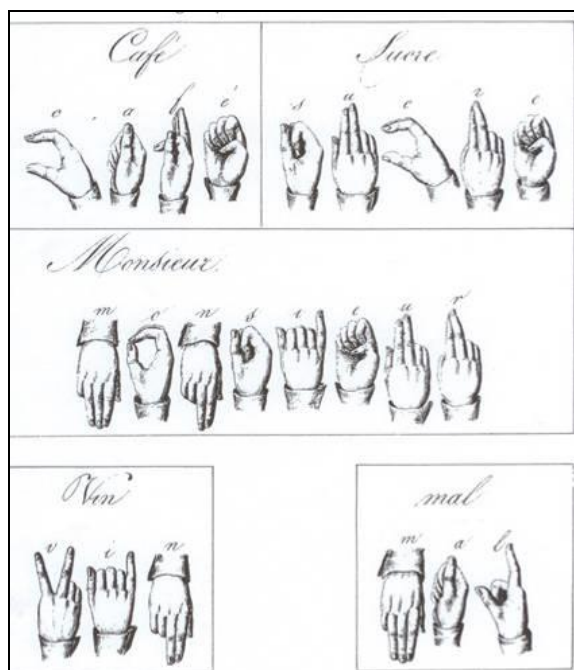 Café
Sucre
c a f é
s u c r e
Monsieur.
m o n s i e u r
Vin
mal
v i n
m a l